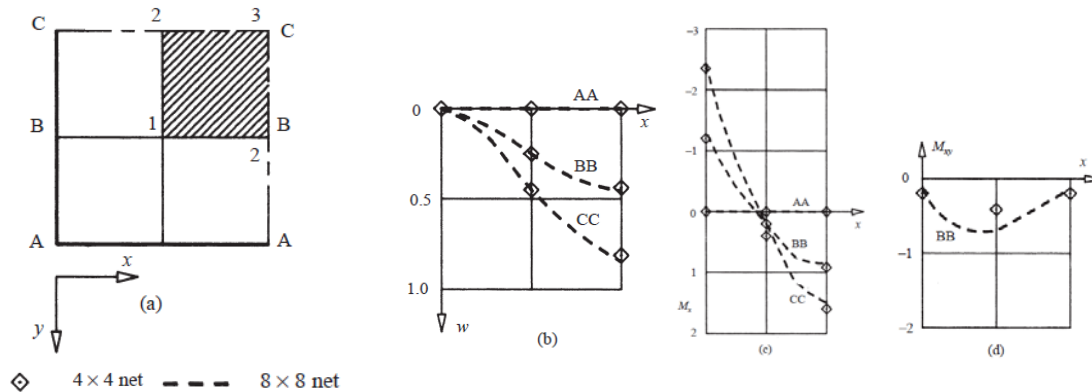 C 2 3 C
B 1 B
2
A A
x
y
(a)
0
AA
x
BB
0.5
CC
1.0
w
(b)
−3
−2
−1
0
AA
x
BB
1
CC
Mx
2
(c)
Mxy
x
0
BB
−1
−2
(d)
4 × 4 net 8 × 8 net